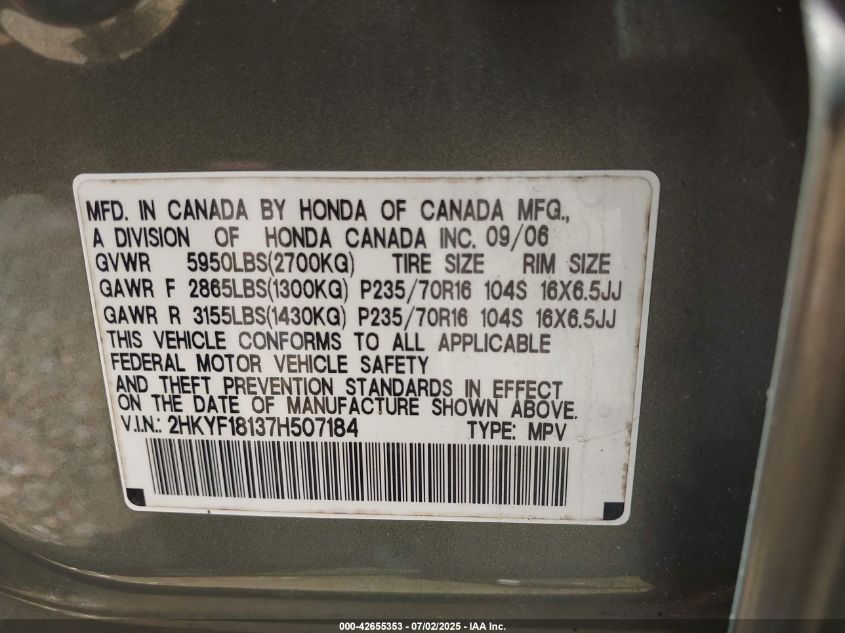 MFD. IN CANADA BY HONDA OF CANADA MFG.,
A DIVISION OF HONDA CANADA INC. 09/06
GVWR 5950LBS(2700KG) TIRE SIZE RIM SIZE
GAWR F 2865LBS(1300KG) P235/70R16 104S 16X6.5JJ
GAWR R 3155LBS(1430KG) P235/70R16 104S 16X6.5JJ
THIS VEHICLE CONFORMS TO ALL APPLICABLE
FEDERAL MOTOR VEHICLE SAFETY
AND THEFT PREVENTION STANDARDS IN EFFECT
ON THE DATE OF MANUFACTURE SHOWN ABOVE.
V.I.N.: 2HKYF18137H507184 TYPE: MPV
000-42655353 - 07/02/2025 - IAA Inc.